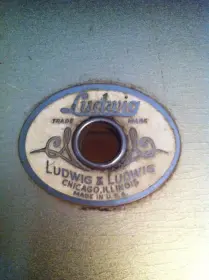 Ludwig
TRADE MARK
LUDWIG & LUDWIG
CHICAGO, ILLINOIS
MADE IN U.S.A.